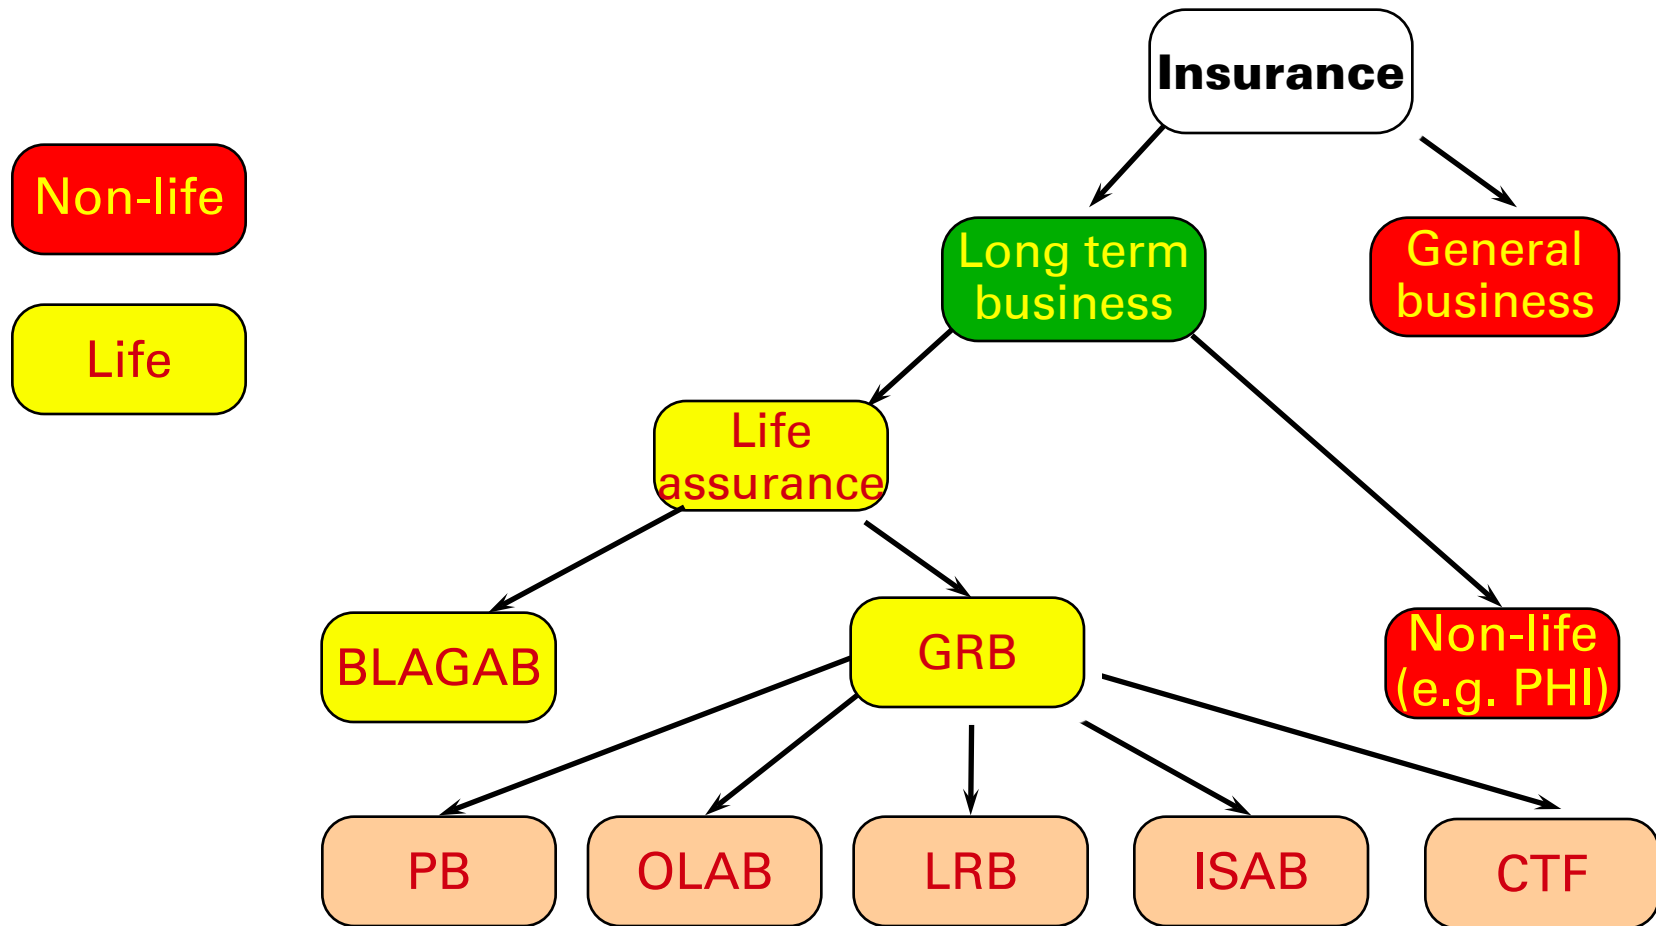 Insurance
Non-life
Long term
business
General
business
Life
Life
assurance
BLAGAB
GRB
Non-life
(e.g. PHI)
PB
OLAB
LRB
ISAB
CTF